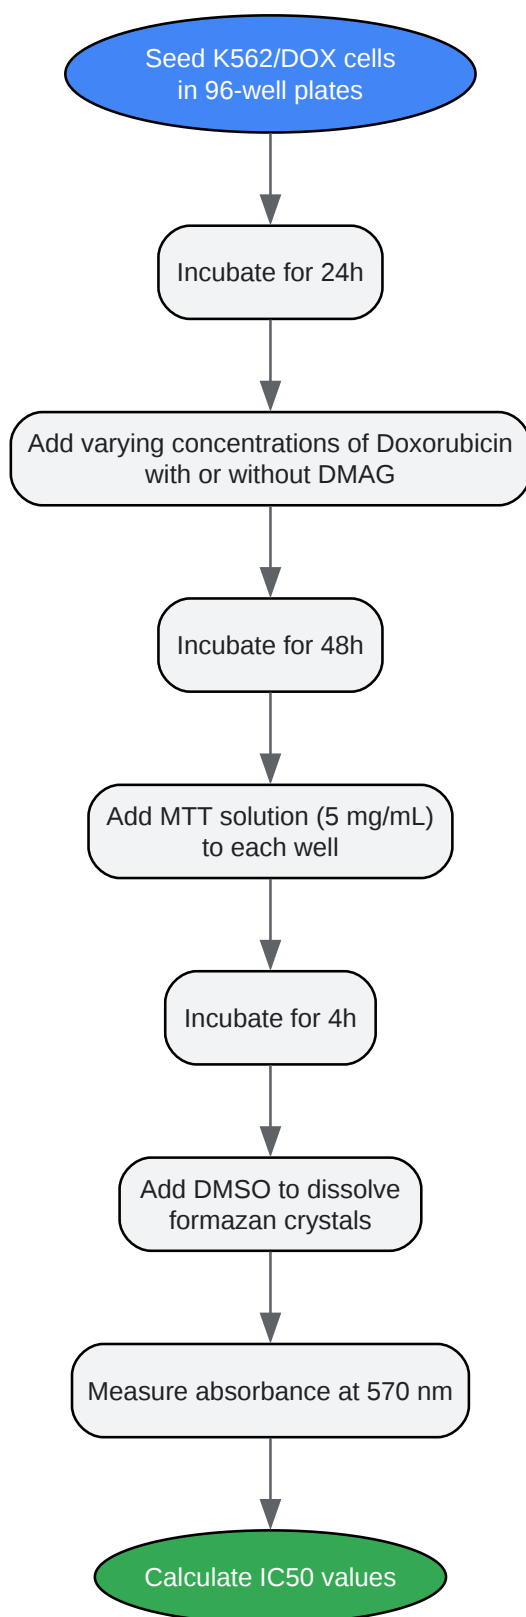 Seed K562/DOX cells
in 96-well plates
Incubate for 24h
Add varying concentrations of Doxorubicin
with or without DMAG
Incubate for 48h
Add MTT solution (5 mg/mL)
to each well
Incubate for 4h
Add DMSO to dissolve
formazan crystals
Measure absorbance at 570 nm
Calculate IC50 values